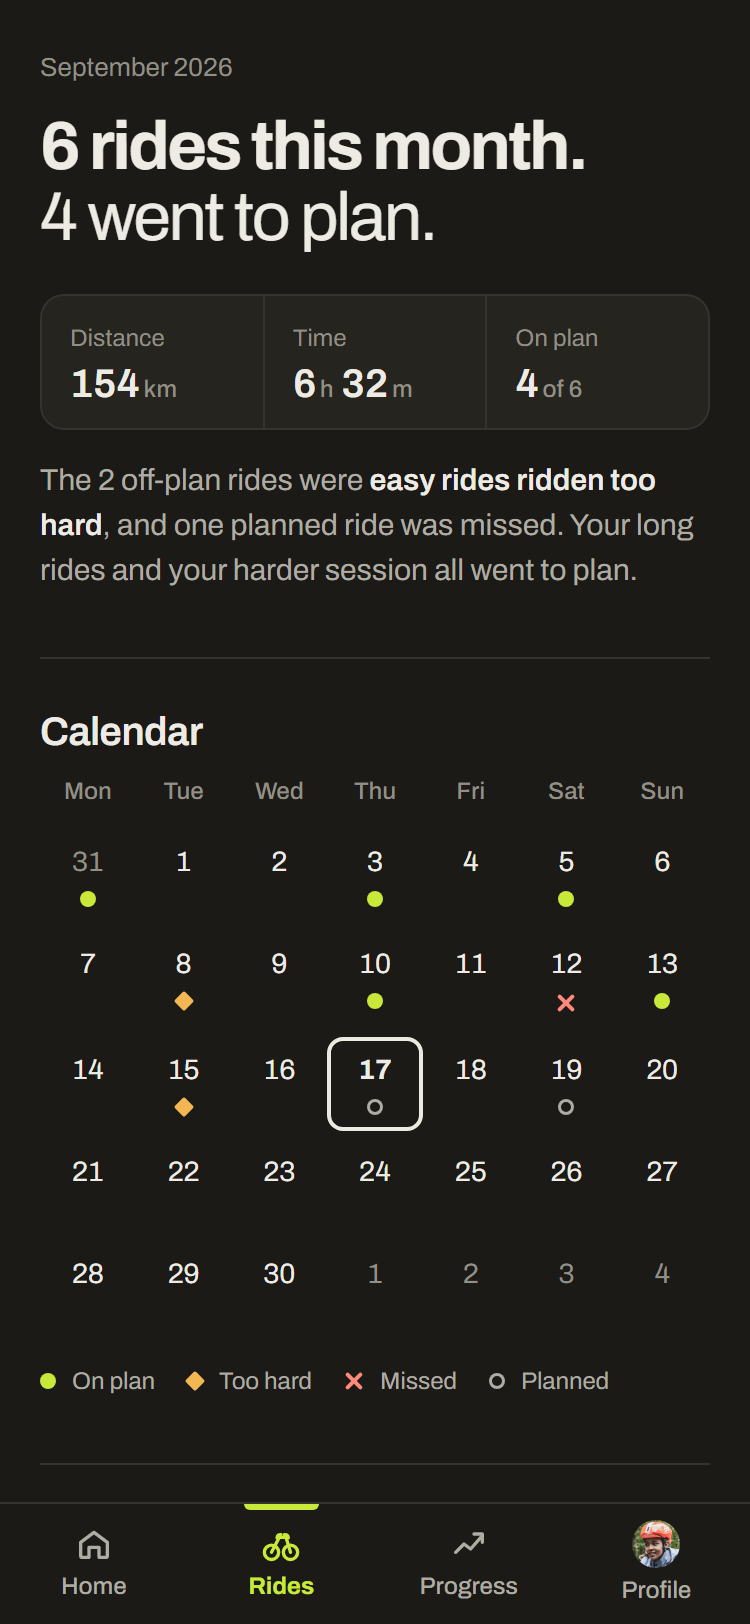 September 2026
6 rides this month.
4 went to plan.
Distance Time On plan
154 km 6 h 32 m 4 of 6
The 2 off-plan rides were easy rides ridden too
hard, and one planned ride was missed. Your long
rides and your harder session all went to plan.
Calendar
Mon Tue Wed Thu Fri Sat Sun
31 1 2 3 4 5 6
7 8 9 10 11 12 13
14 15 16 17 18 19 20
21 22 23 24 25 26 27
28 29 30 1 2 3 4
On plan Too hard Missed Planned
Home Rides Progress Profile